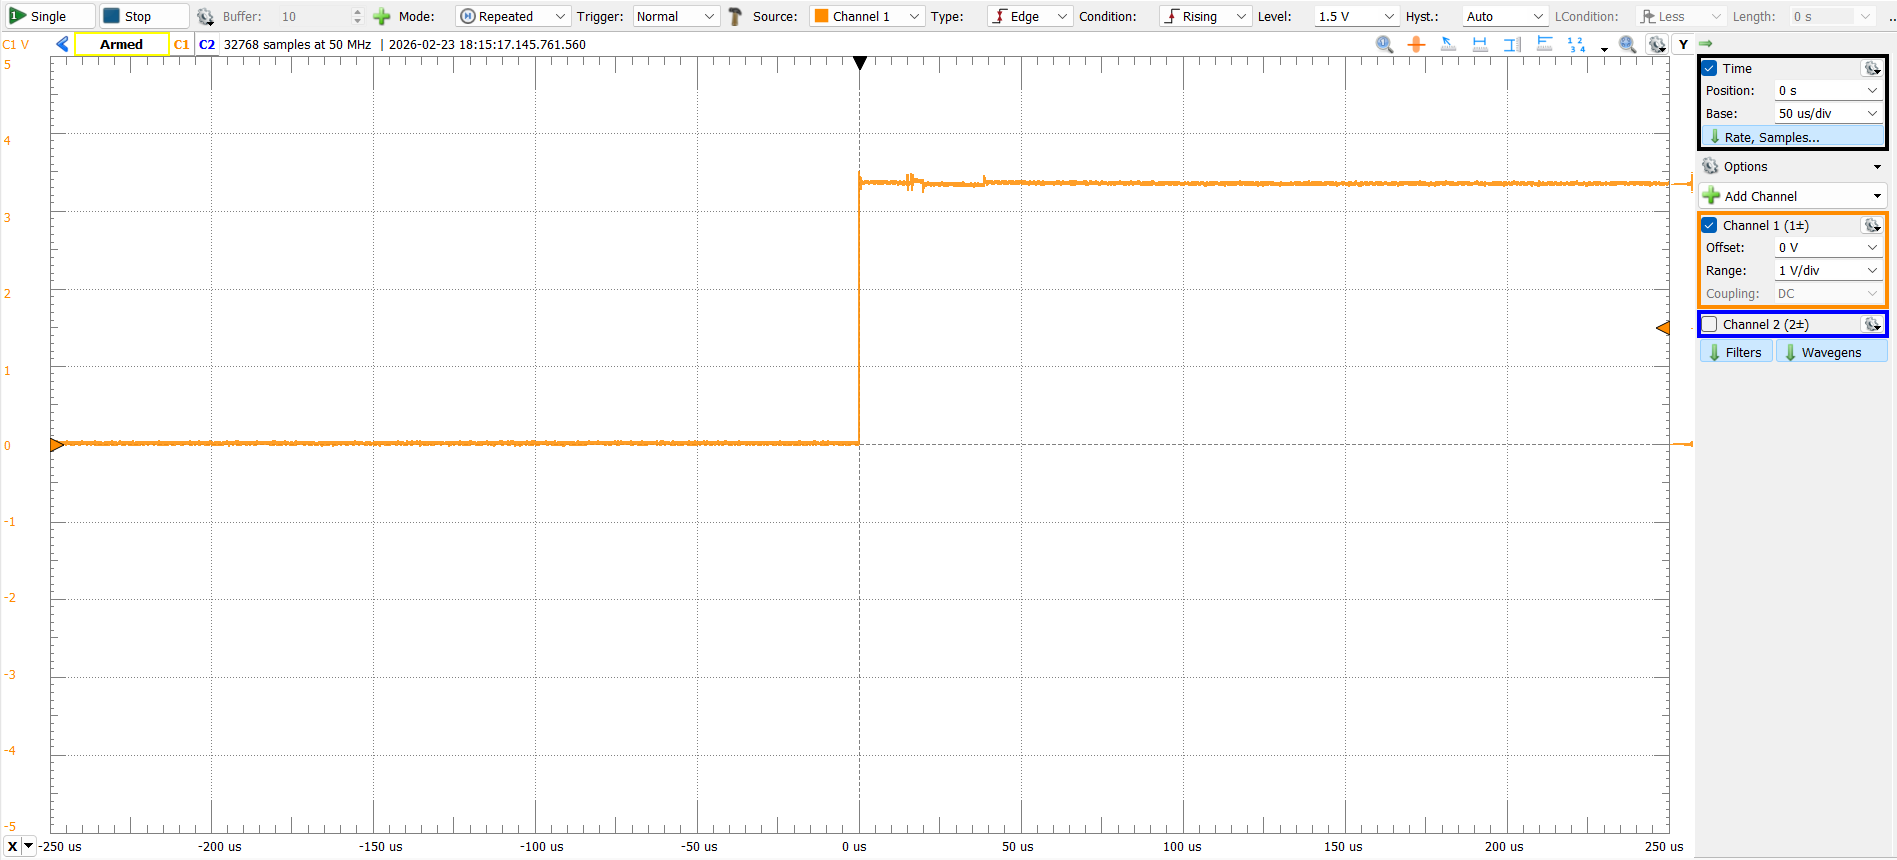 Single Stop Buffer: 10 Mode: Repeated Trigger: Normal Source: Channel 1 Type: Edge Condition: Rising Level: 1.5 V Hyst.: Auto LCondition: Less Length: 0 s ...
C1 V Armed C1 C2 32768 samples at 50 MHz | 2026-02-23 18:15:17.145.761.560 Y
5
4
3
2
1
0
-1
-2
-3
-4
-5
X -250 us -200 us -150 us -100 us -50 us 0 us 50 us 100 us 150 us 200 us 250 us
Time
Position: 0 s
Base: 50 us/div
Rate, Samples...
Options
Add Channel
Channel 1 (1±)
Offset: 0 V
Range: 1 V/div
Coupling: DC
Channel 2 (2±)
Filters Wavegens